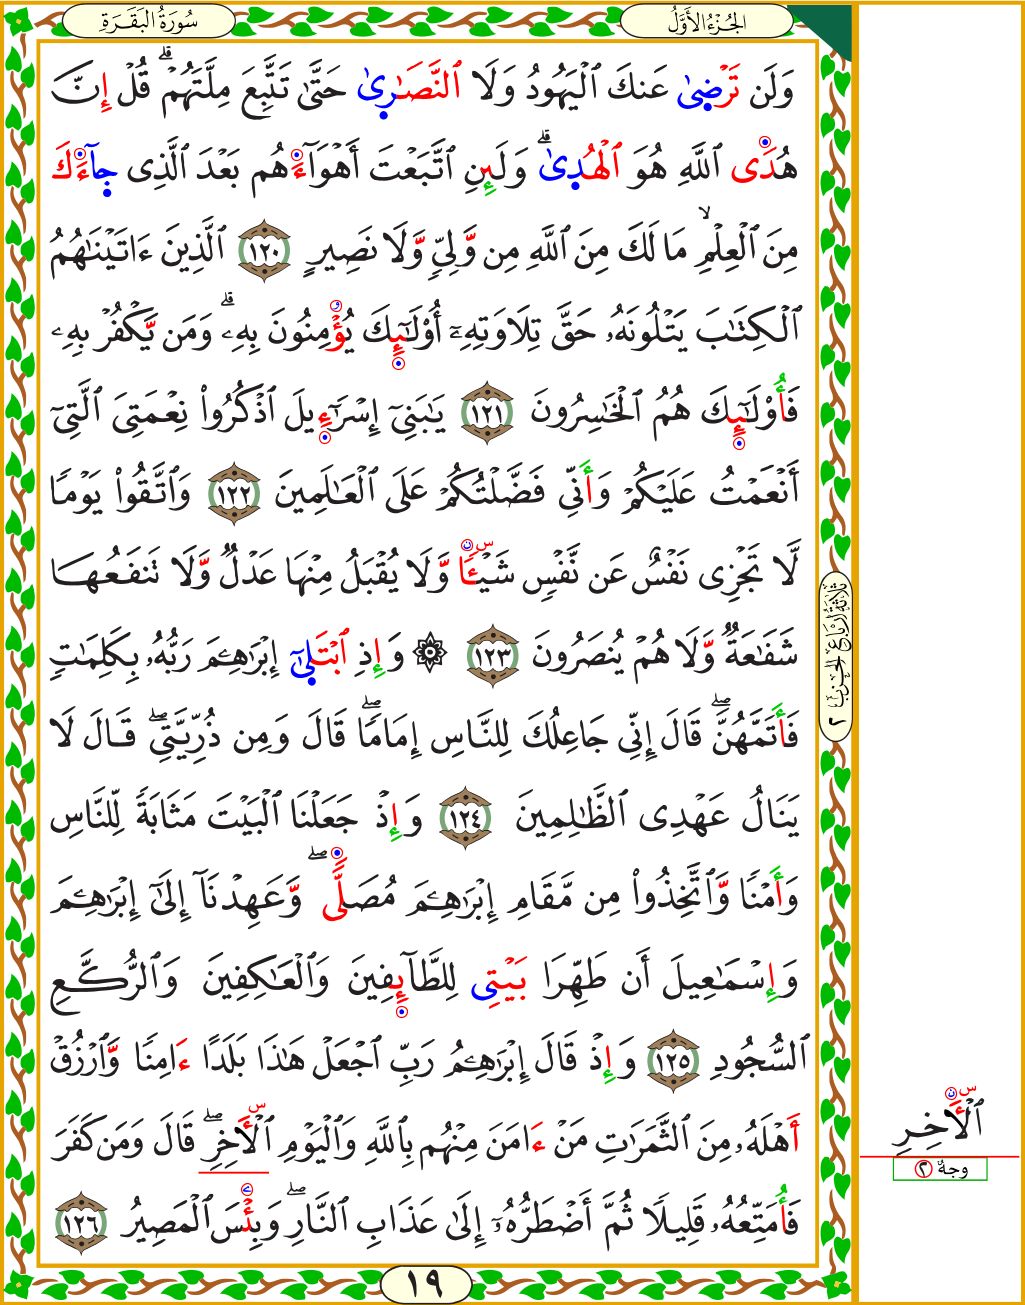 الجُزْءُ الأَوَّلُ
سُورَةُ البَقَرَةِ
وَلَن تَرۡضِىٰ عَنكَ ٱلۡيَهُودُ وَلَا ٱلنَّصَـٰرِىٰ حَتَّىٰ تَتَّبِعَ مِلَّتَهُمۡۗ قُلۡ إِنَّ
هُدَى ٱللَّهِ هُوَ ٱلۡهُدِىٰۗ وَلَئِنِ ٱتَّبَعۡتَ أَهۡوَآءَهُم بَعۡدَ ٱلَّذِى جِآءَكَ
مِنَ ٱلۡعِلۡمِۙ مَا لَكَ مِنَ ٱللَّهِ مِن وَّلِىٍّ وَّلَا نَصِيرٍ ١٢٠ ٱلَّذِينَ ءَاتَيۡنَـٰهُمُ
ٱلۡكِتَـٰبَ يَتۡلُونَهُۥ حَقَّ تِلَاوَتِهِۦٓ أُوْلَـٰٓئِكَ يُؤۡمِنُونَ بِهِۦۗ وَمَن يَّكۡفُرۡ بِهِۦ
فَأُوْلَـٰٓئِكَ هُمُ ٱلۡخَـٰسِرُونَ ١٢١ يَـٰبَنِىٓ إِسۡرَٰٓءِيلَ ٱذۡكُرُواْ نِعۡمَتِىَ ٱلَّتِىٓ
أَنۡعَمۡتُ عَلَيۡكُمۡ وَأَنِّى فَضَّلۡتُكُمۡ عَلَى ٱلۡعَـٰلَمِينَ ١٢٢ وَٱتَّقُواْ يَوۡمًا
لَّا تَجۡزِى نَفۡسٌ عَن نَّفۡسٍ شَيۡـًٔا وَّلَا يُقۡبَلُ مِنۡهَا عَدۡلٌ وَّلَا تَنفَعُهَا
شَفَـٰعَةٌ وَّلَا هُمۡ يُنصَرُونَ ١٢٣ ۞ وَإِذِ ٱبۡتَلِىٰٓ إِبۡرَٰهِـۧمَ رَبُّهُۥ بِكَلِمَـٰتٍ
فَأَتَمَّهُنَّۖ قَالَ إِنِّى جَاعِلُكَ لِلنَّاسِ إِمَامًاۖ قَالَ وَمِن ذُرِّيَّتِىۖ قَالَ لَا
يَنَالُ عَهۡدِى ٱلظَّـٰلِمِينَ ١٢٤ وَإِذۡ جَعَلۡنَا ٱلۡبَيۡتَ مَثَابَةً لِّلنَّاسِ
وَأَمۡنًا وَّٱتَّخِذُواْ مِن مَّقَامِ إِبۡرَٰهِـۧمَ مُصَلًّىۖ وَّعَهِدۡنَآ إِلَىٰٓ إِبۡرَٰهِـۧمَ
وَإِسۡمَـٰعِيلَ أَن طَهِّرَا بَيۡتِى لِلطَّآئِفِينَ وَٱلۡعَـٰكِفِينَ وَٱلرُّكَّعِ
ٱلسُّجُودِ ١٢٥ وَإِذۡ قَالَ إِبۡرَٰهِـۧمُ رَبِّ ٱجۡعَلۡ هَـٰذَا بَلَدًا ءَامِنًا وَّٱرۡزُقۡ
أَهۡلَهُۥ مِنَ ٱلثَّمَرَٰتِ مَنۡ ءَامَنَ مِنۡهُم بِٱللَّهِ وَٱلۡيَوۡمِ ٱلۡأَخِرِۖ قَالَ وَمَن كَفَرَ
فَأُمَتِّعُهُۥ قَلِيلًا ثُمَّ أَضۡطَرُّهُۥٓ إِلَىٰ عَذَابِ ٱلنَّارِۖ وَبِئۡسَ ٱلۡمَصِيرُ ١٢٦
١٩
ثلاثة أرباع الحزب ٢
ٱلۡأَخِرِ
وجة ٢